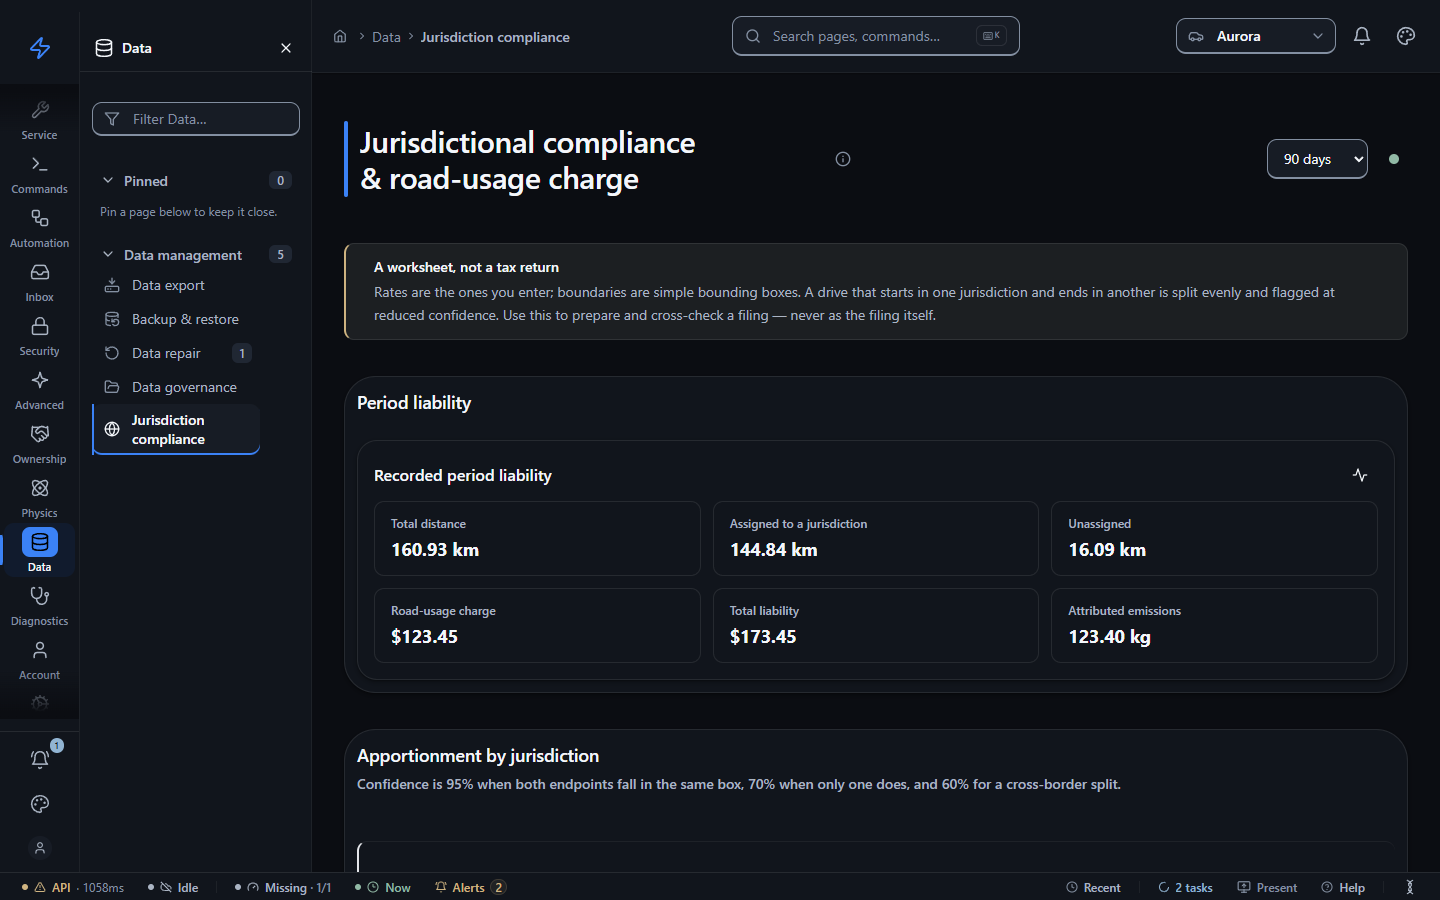 Data
Data
Jurisdiction compliance
Search pages, commands...
K
Aurora
Service
Commands
Automation
Inbox
Security
Advanced
Ownership
Physics
Data
Diagnostics
Account
1
Filter Data...
Pinned
0
Pin a page below to keep it close.
Data management
5
Data export
Backup & restore
Data repair
1
Data governance
Jurisdiction
compliance
Jurisdictional compliance
& road-usage charge
90 days
A worksheet, not a tax return
Rates are the ones you enter; boundaries are simple bounding boxes. A drive that starts in one jurisdiction and ends in another is split evenly and flagged at
reduced confidence. Use this to prepare and cross-check a filing — never as the filing itself.
Period liability
Recorded period liability
Total distance
160.93 km
Assigned to a jurisdiction
144.84 km
Unassigned
16.09 km
Road-usage charge
$123.45
Total liability
$173.45
Attributed emissions
123.40 kg
Apportionment by jurisdiction
Confidence is 95% when both endpoints fall in the same box, 70% when only one does, and 60% for a cross-border split.
API · 1058ms
Idle
Missing · 1/1
Now
Alerts 2
Recent
2 tasks
Present
Help